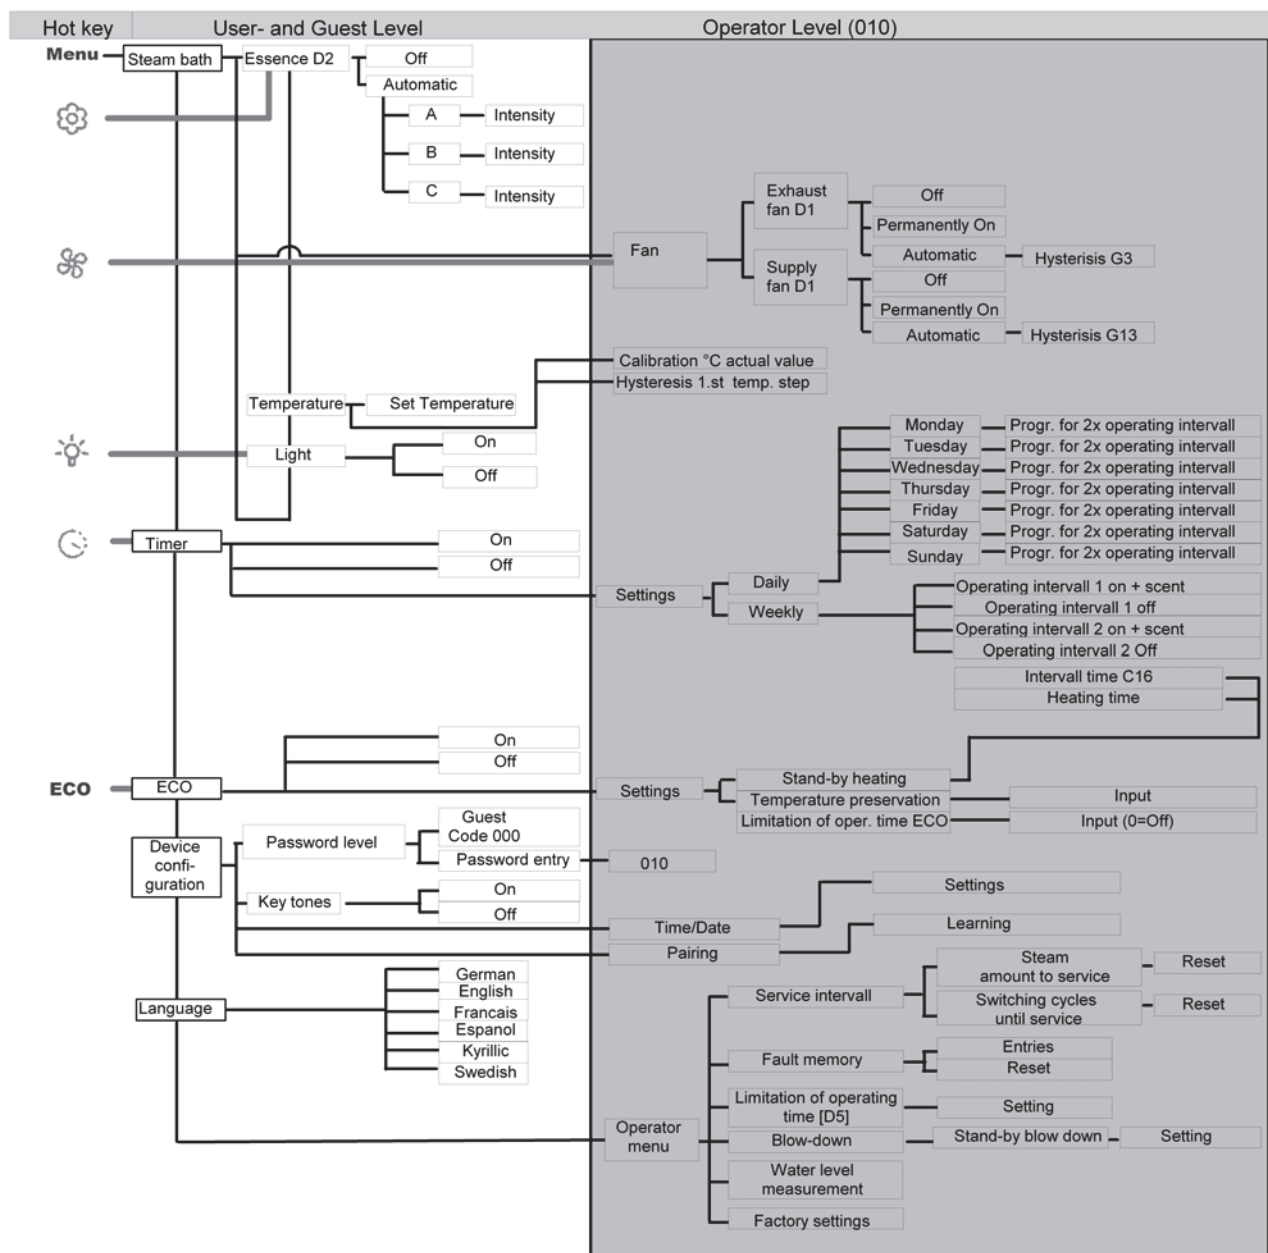 Hot key
User- and Guest Level
Operator Level (010)
Menu
Steam bath
Essence D2
Off
Automatic
A
Intensity
B
Intensity
C
Intensity
Fan
Exhaust
fan D1
Off
Permanently On
Automatic
Hysterisis G3
Supply
fan D1
Off
Permanently On
Automatic
Hysterisis G13
Calibration °C actual value
Hysteresis 1.st temp. step
Temperature
Set Temperature
Light
On
Off
Timer
On
Off
Settings
Daily
Monday
Progr. for 2x operating intervall
Tuesday
Progr. for 2x operating intervall
Wednesday
Progr. for 2x operating intervall
Thursday
Progr. for 2x operating intervall
Friday
Progr. for 2x operating intervall
Saturday
Progr. for 2x operating intervall
Sunday
Progr. for 2x operating intervall
Weekly
Operating intervall 1 on + scent
Operating intervall 1 off
Operating intervall 2 on + scent
Operating intervall 2 Off
Intervall time C16
Heating time
ECO
ECO
On
Off
Settings
Stand-by heating
Temperature preservation
Input
Limitation of oper. time ECO
Input (0=Off)
Device
confi-
guration
Password level
Guest
Code 000
Password entry
010
Key tones
On
Off
Time/Date
Settings
Pairing
Learning
Language
German
English
Francais
Espanol
Kyrillic
Swedish
Operator
menu
Service intervall
Steam
amount to service
Reset
Switching cycles
until service
Reset
Fault memory
Entries
Reset
Limitation of operating
time [D5]
Setting
Blow-down
Stand-by blow down
Setting
Water level
measurement
Factory settings